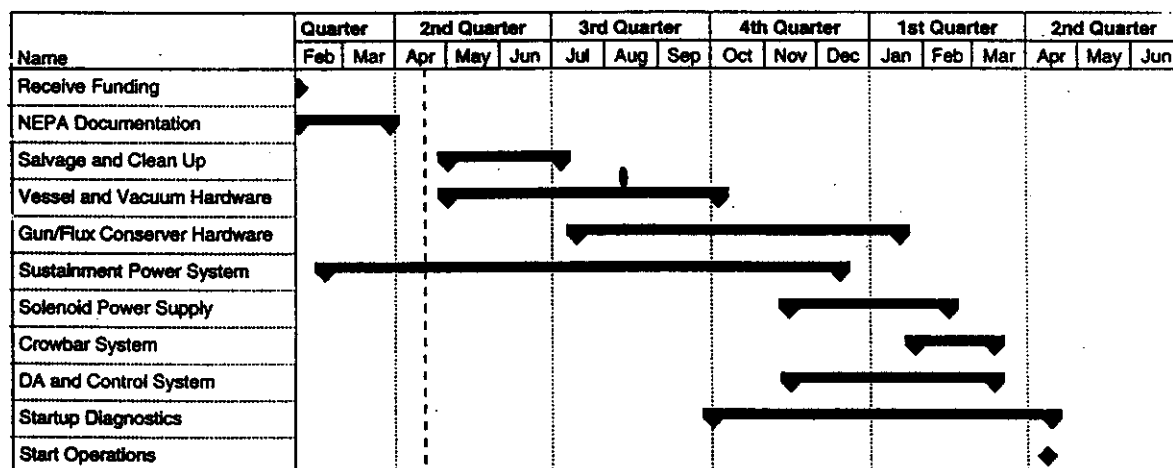 Quarter 2nd Quarter 3rd Quarter 4th Quarter 1st Quarter 2nd Quarter
Name Feb Mar Apr May Jun Jul Aug Sep Oct Nov Dec Jan Feb Mar Apr May Jun
Receive Funding
NEPA Documentation
Salvage and Clean Up
Vessel and Vacuum Hardware
Gun/Flux Conserver Hardware
Sustainment Power System
Solenoid Power Supply
Crowbar System
DA and Control System
Startup Diagnostics
Start Operations